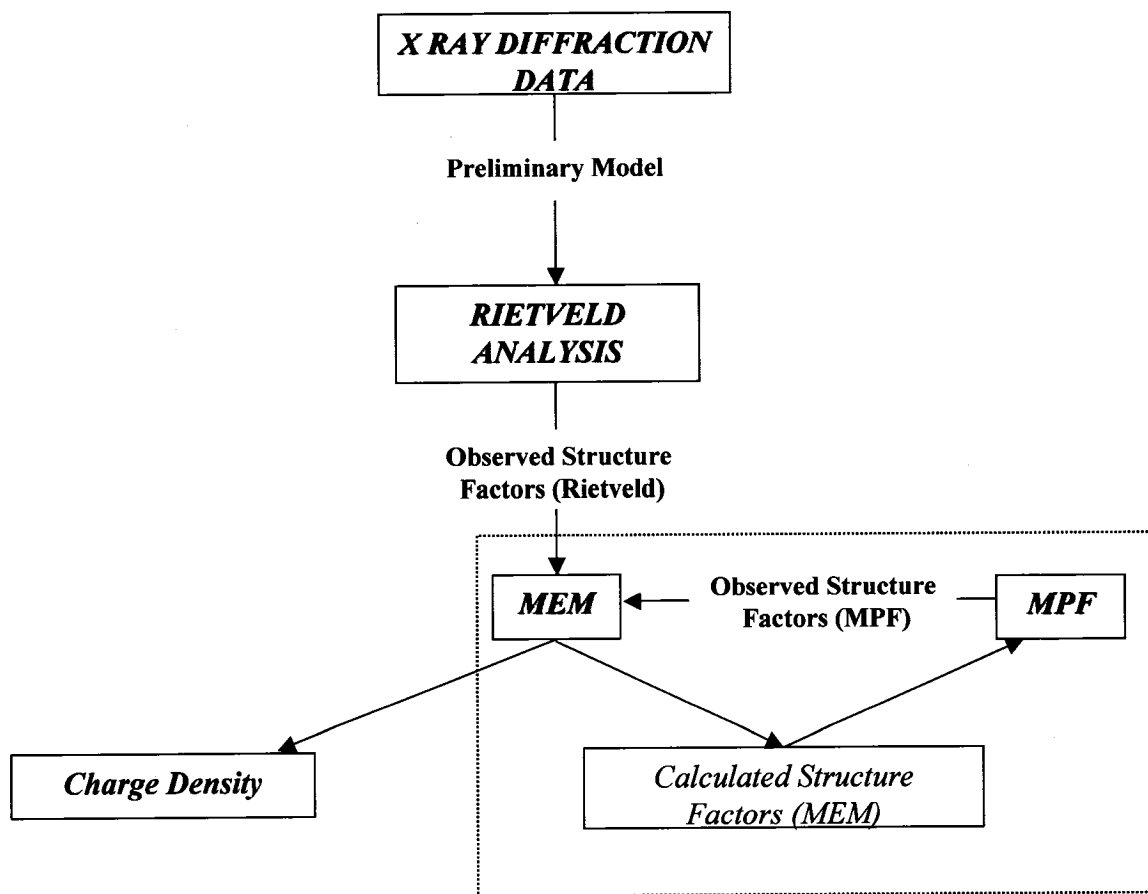 X RAY DIFFRACTION
DATA
Preliminary Model
RIETVELD
ANALYSIS
Observed Structure
Factors (Rietveld)
MEM
Observed Structure
Factors (MPF)
MPF
Charge Density
Calculated Structure
Factors (MEM)